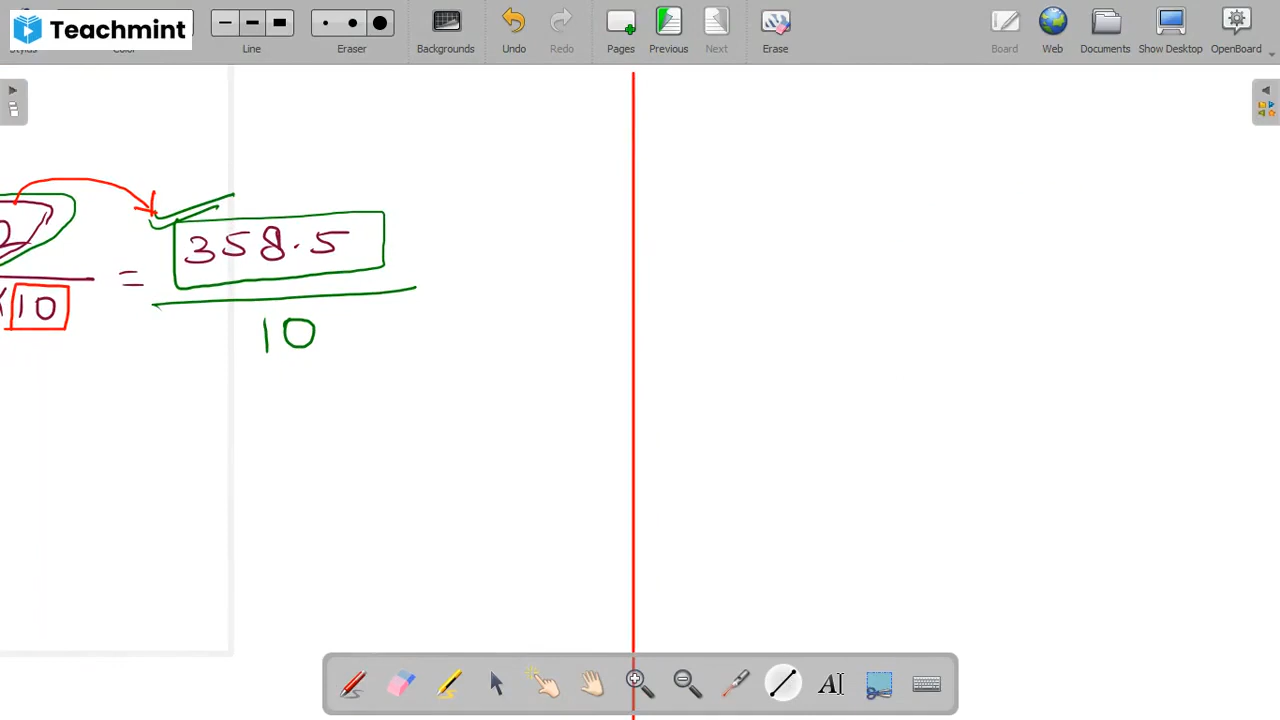 Teachmint
Line
Eraser
Backgrounds
Undo
Redo
Pages
Previous
Next
Erase
Board
Web
Documents
Show Desktop
OpenBoard
2
10
=
358.5
10